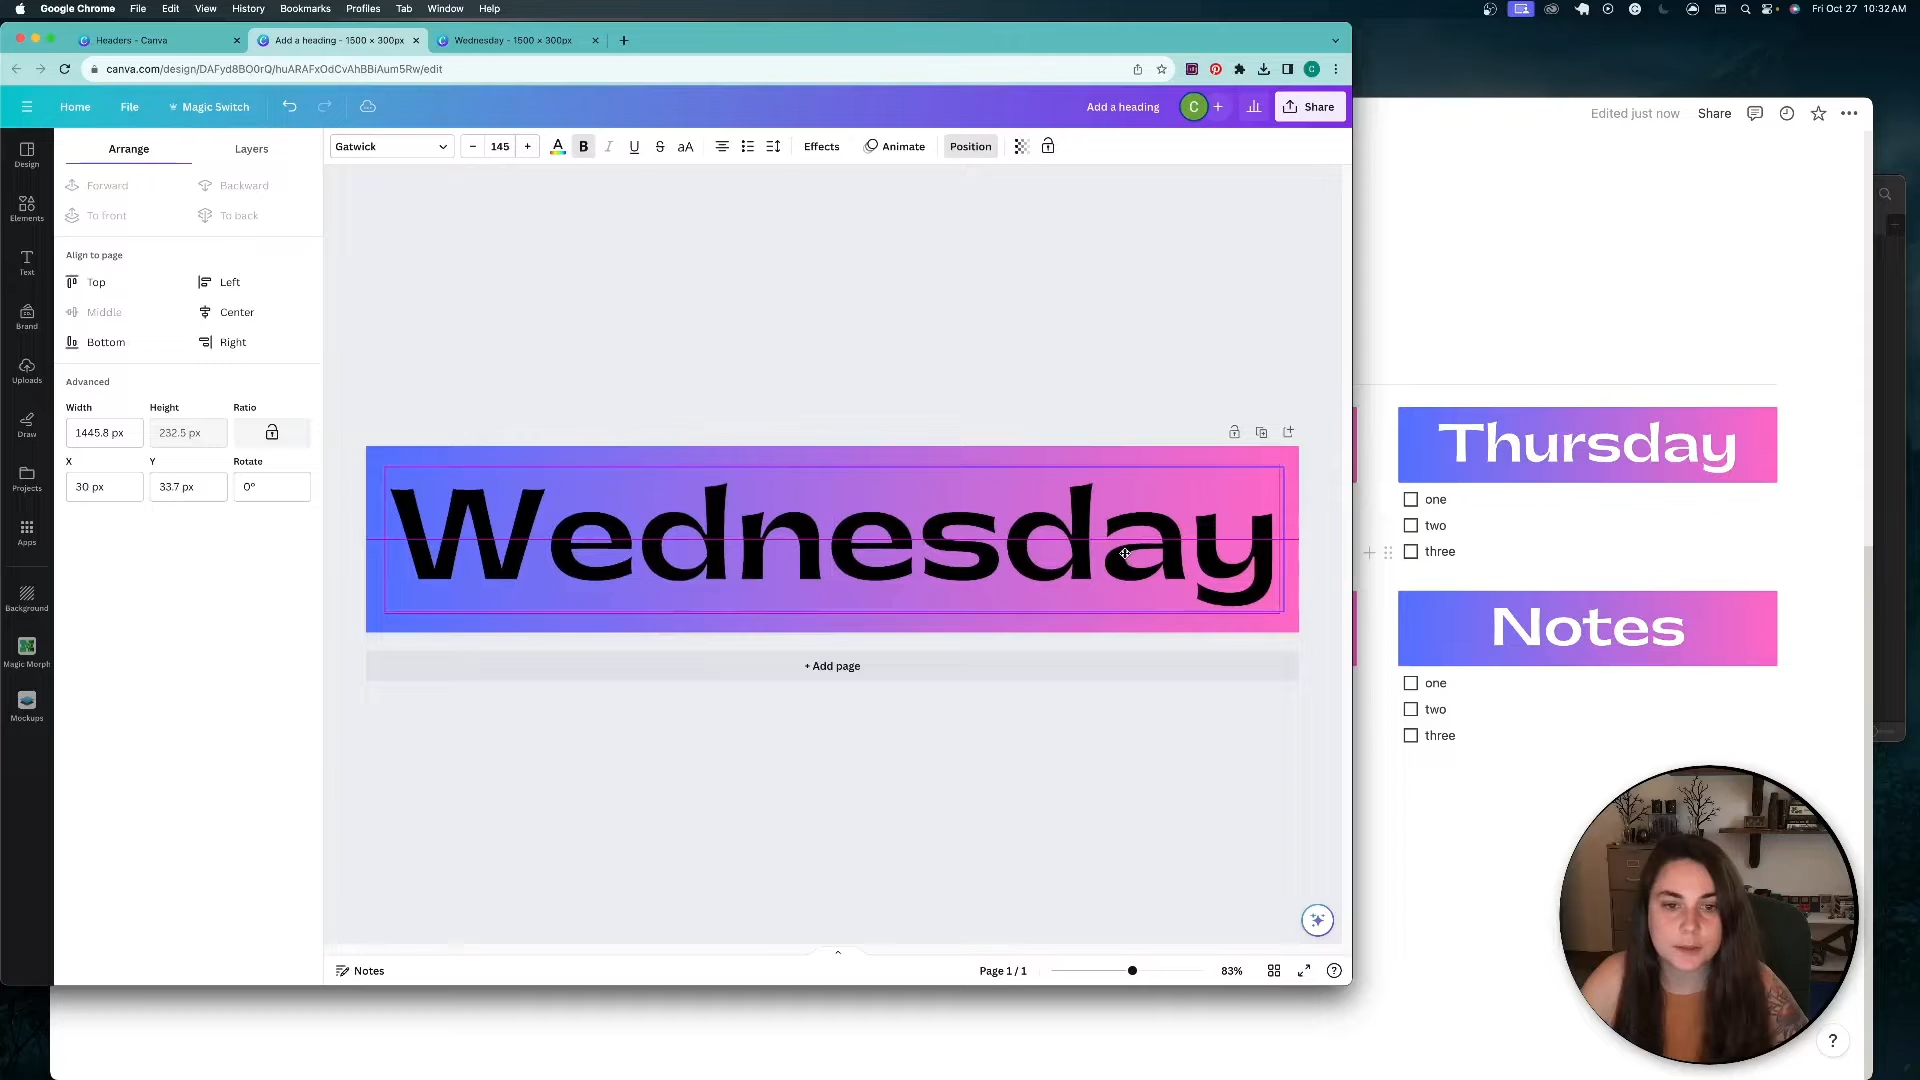 Google Chrome File Edit View History Bookmarks Profiles Tab Window Help
Fri Oct 27 10:32 AM
Headers - Canva
Add a heading - 1500 × 300px
Wednesday - 1500 × 300px
canva.com/design/DAFyd8BO0rQ/huARAFxOdCvAhBBiAum5Rw/edit
Home File Magic Switch
Add a heading
C
Share
Edited just now
Share
Design
Elements
Text
Brand
Uploads
Draw
Projects
Apps
Background
Magic Morph
Mockups
Arrange
Layers
Forward
Backward
To front
To back
Align to page
Top
Left
Middle
Center
Bottom
Right
Advanced
Width
Height
Ratio
1445.8 px
232.5 px
X
Y
Rotate
30 px
33.7 px
0°
Gatwick
− 145 +
A B I U S aA
Effects
Animate
Position
Wednesday
+ Add page
Notes
Page 1 / 1
83%
?
Thursday
one
two
three
Notes
one
two
three
?